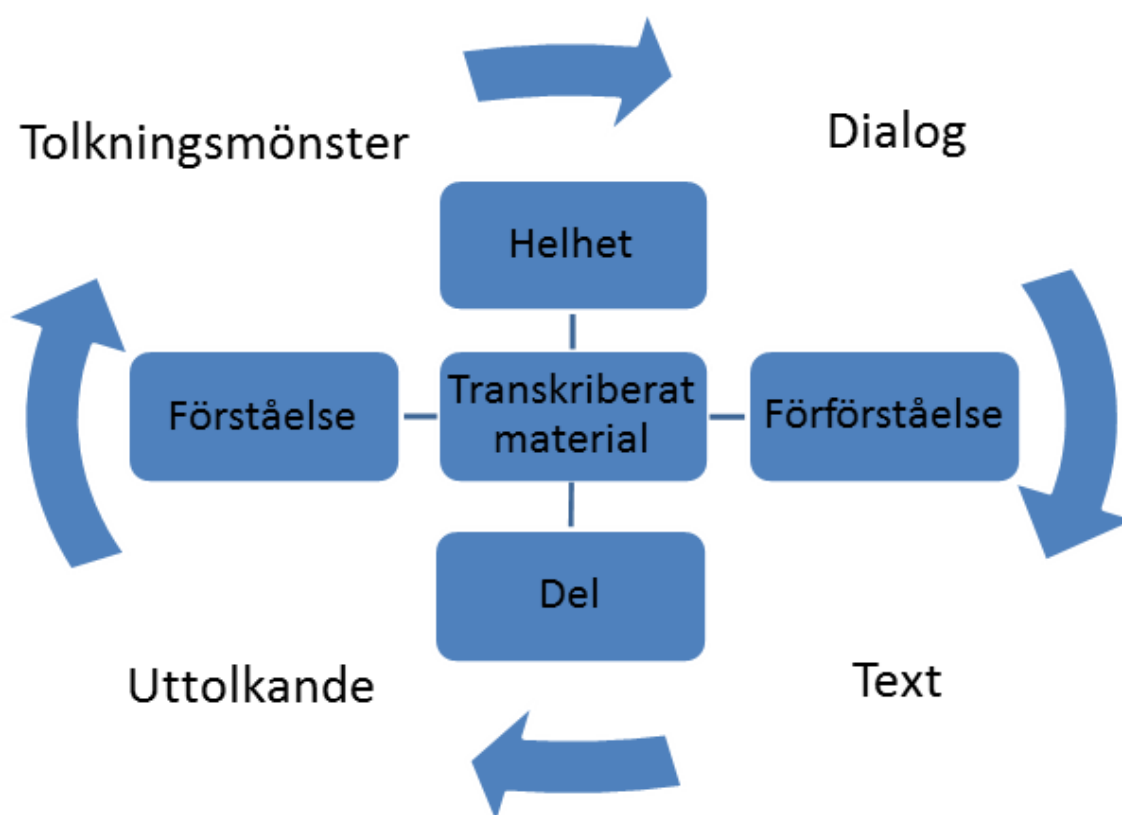 Tolkningsmönster
Dialog
Helhet
Förståelse
Transkriberat
material
Förförståelse
Del
Uttolkande
Text